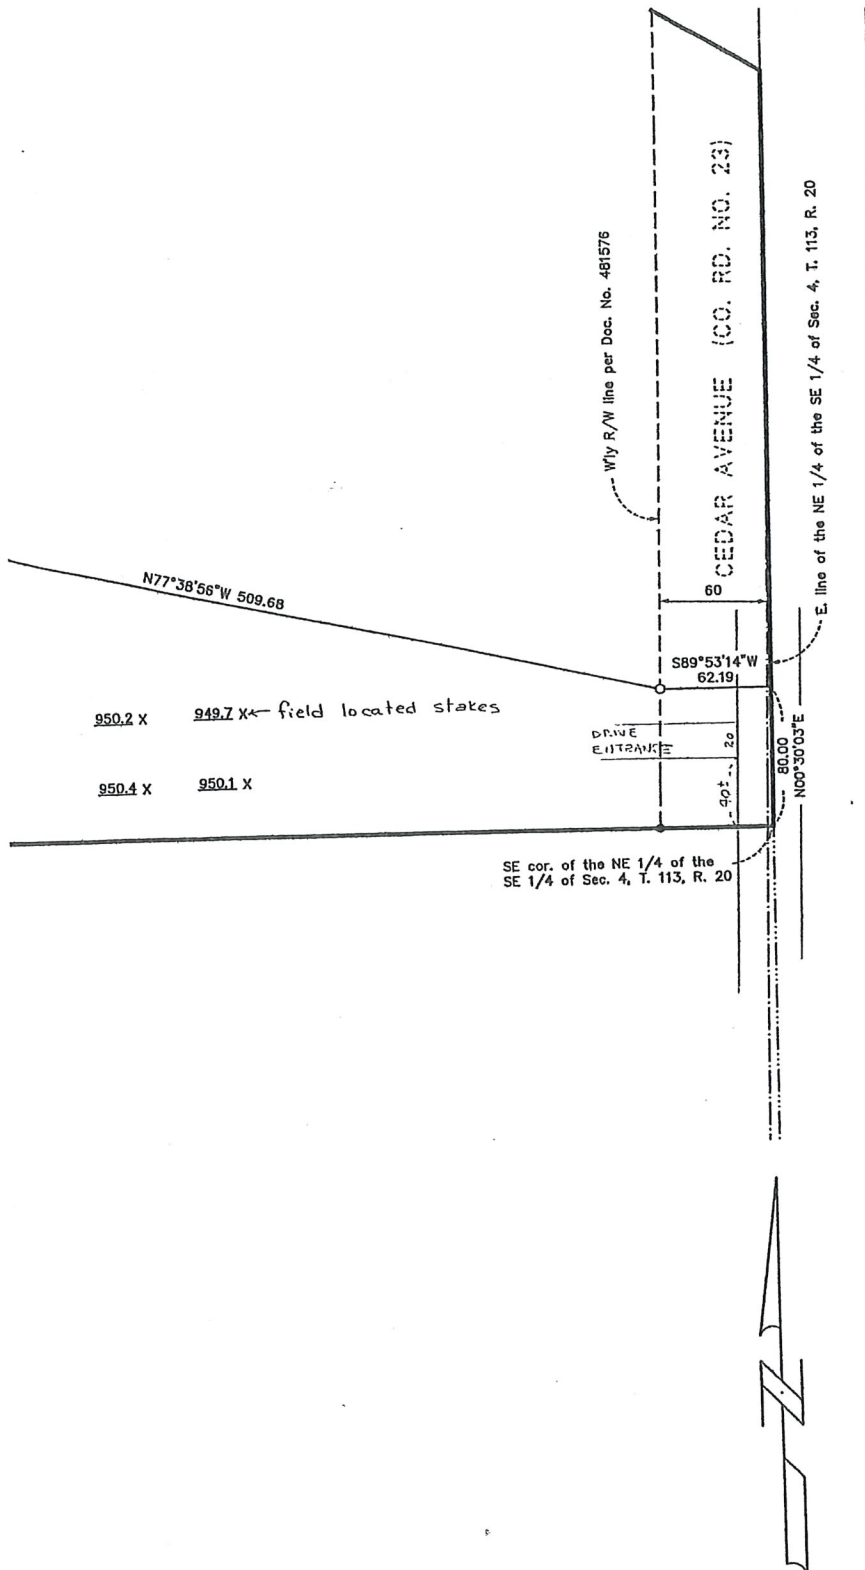 Wly R/W line per Doc. No. 481576
CEDAR AVENUE (CO. RD. NO. 23)
E. line of the NE 1/4 of the SE 1/4 of Sec. 4, T. 113, R. 20
N77°38'56"W 509.68
60
S89°53'14"W
62.19
950.2 X
949.7 X← field located stakes
DRIVE
ENTRANCE
20
40±
80.00
N00°30'03"E
950.4 X
950.1 X
SE cor. of the NE 1/4 of the
SE 1/4 of Sec. 4, T. 113, R. 20
N